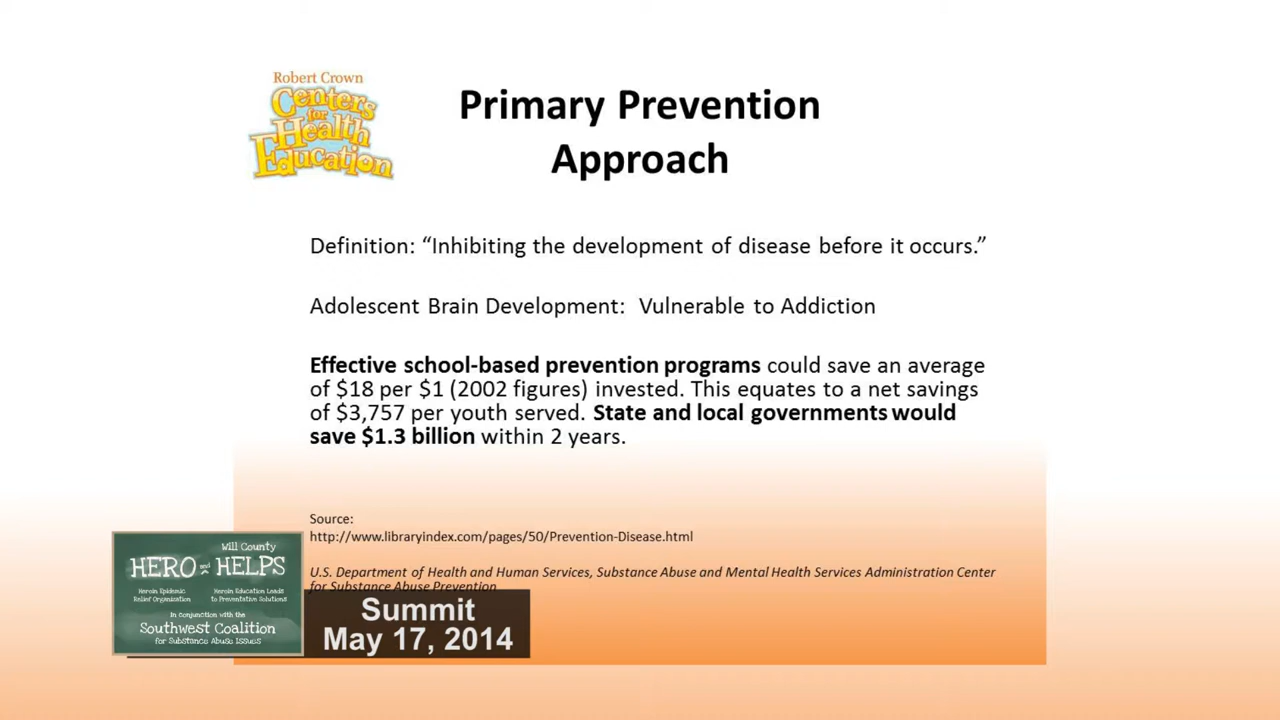 Robert Crown
Centers
for
Health
Education
Primary Prevention
Approach
Definition: “Inhibiting the development of disease before it occurs.”
Adolescent Brain Development:  Vulnerable to Addiction
Effective school-based prevention programs could save an average
of $18 per $1 (2002 figures) invested. This equates to a net savings
of $3,757 per youth served. State and local governments would
save $1.3 billion within 2 years.
Source:
http://www.libraryindex.com/pages/50/Prevention-Disease.html
U.S. Department of Health and Human Services, Substance Abuse and Mental Health Services Administration Center
for Substance Abuse Prevention
Will County
HERO and HELPS
Heroin Epidemic
Relief Organization
Heroin Education Leads
to Preventative Solutions
In conjunction with the
Southwest Coalition
for Substance Abuse Issues
Summit
May 17, 2014